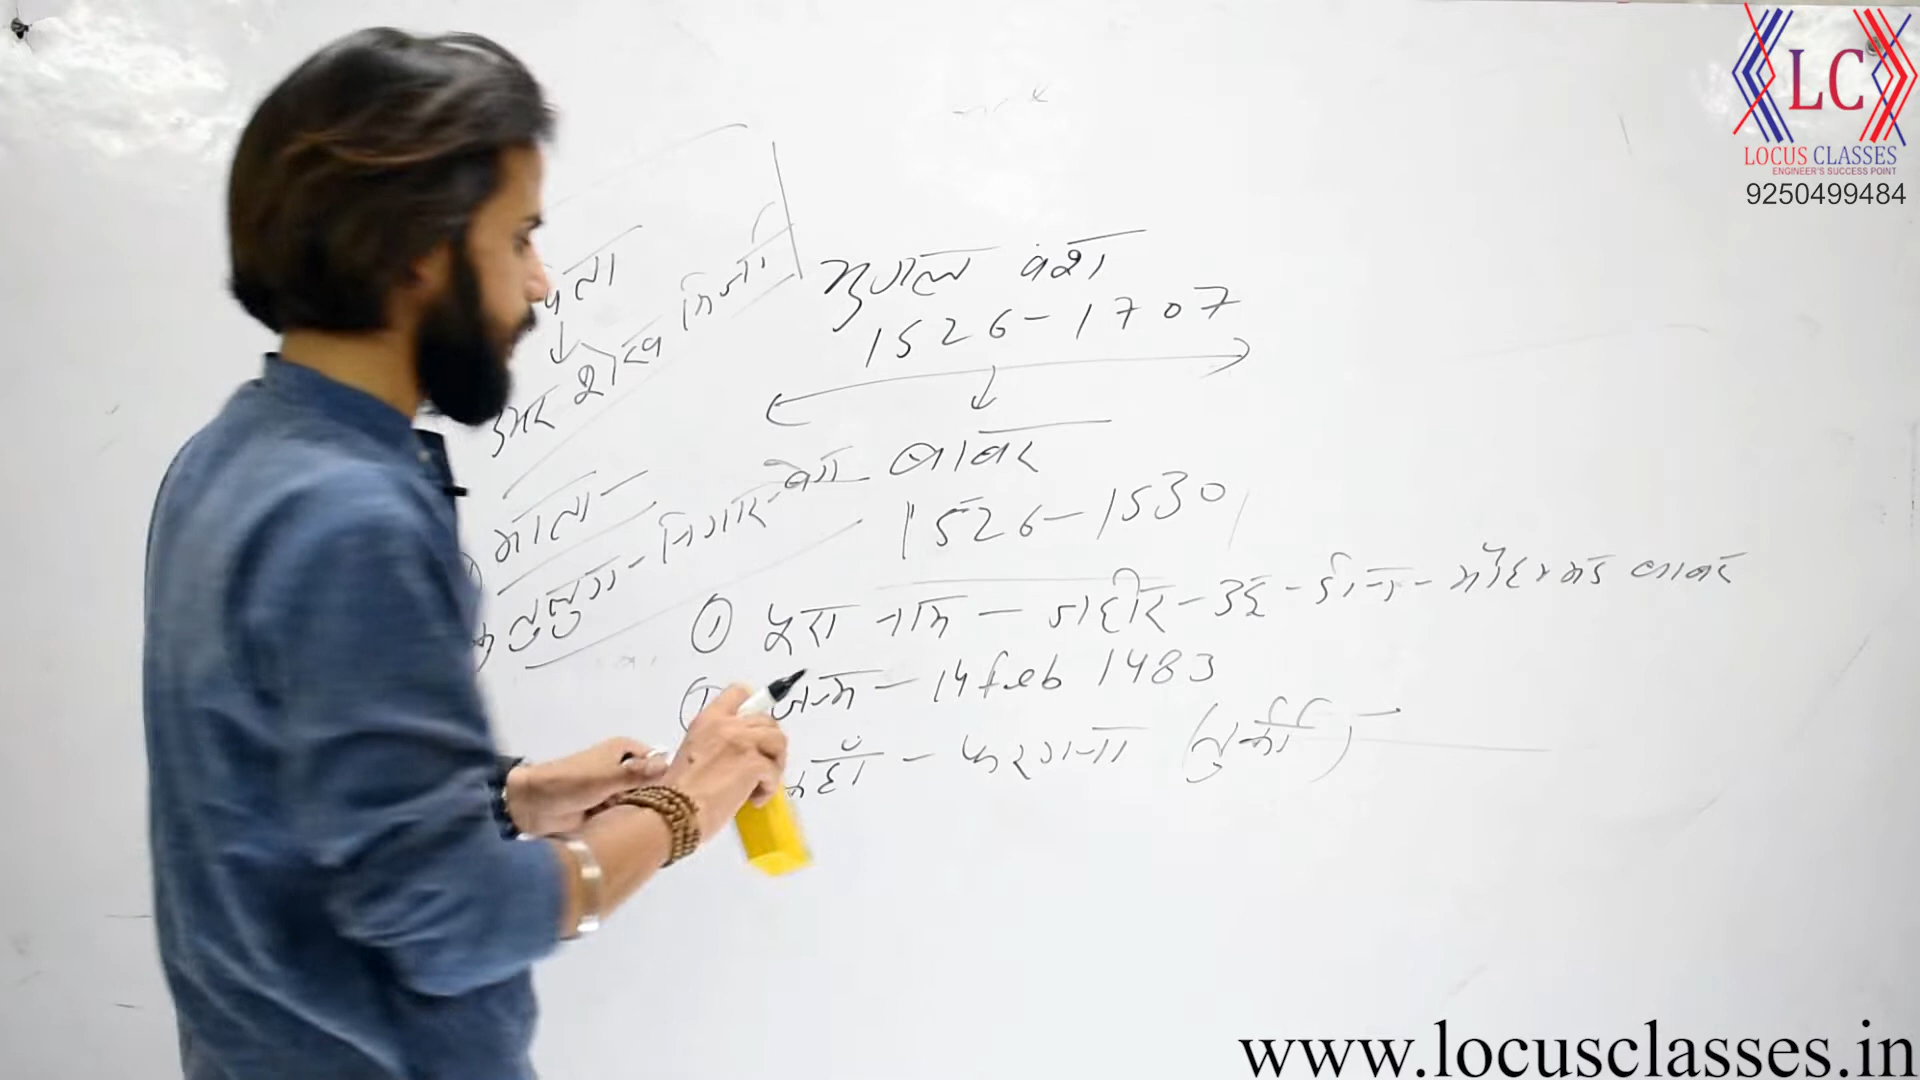 पिता
उमर शेख मिर्जा
माता -
कुतुलुग - निगार - बेग
मुगल वंश
1526 - 1707
बाबर
1526 - 1530
① पूरा नाम - जहीर - उद्द - दीन - मोहम्मद बाबर
जन्म - 14 feb 1483
कहाँ - फरगना (तुर्की)
LC
LOCUS CLASSES
ENGINEER'S SUCCESS POINT
9250499484
www.locusclasses.in